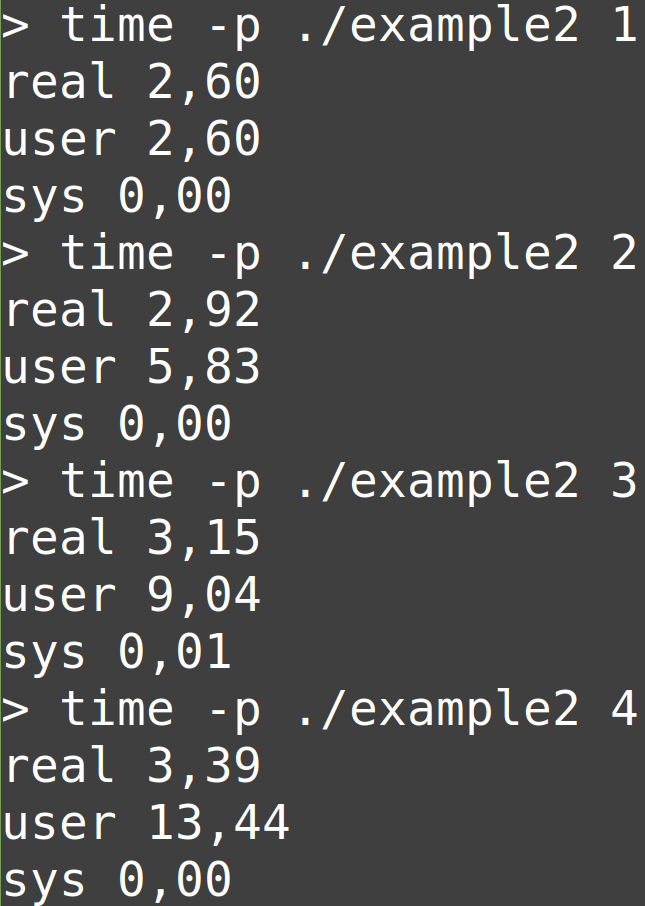 > time -p ./example2 1
real 2,60
user 2,60
sys 0,00
> time -p ./example2 2
real 2,92
user 5,83
sys 0,00
> time -p ./example2 3
real 3,15
user 9,04
sys 0,01
> time -p ./example2 4
real 3,39
user 13,44
sys 0,00